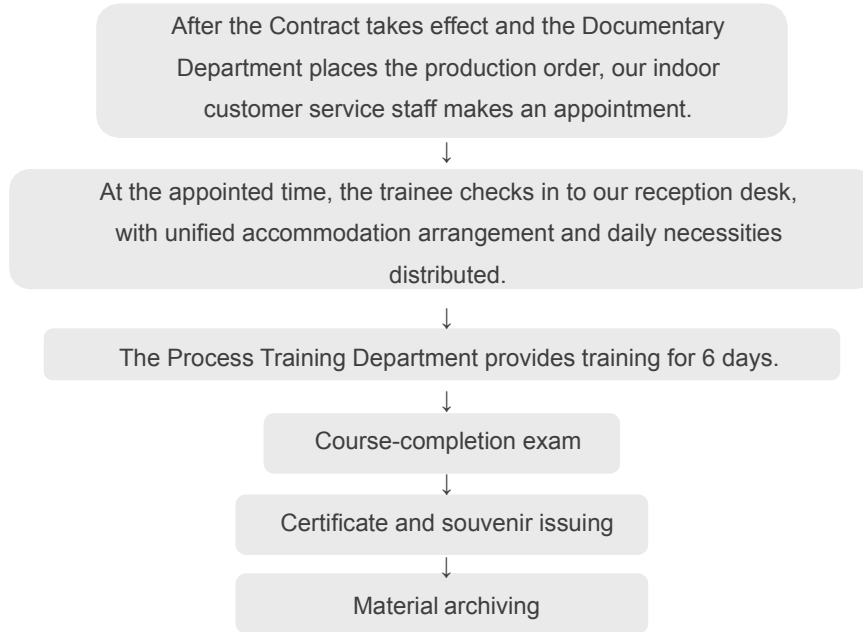 After the Contract takes effect and the Documentary
Department places the production order, our indoor
customer service staff makes an appointment.
↓
At the appointed time, the trainee checks in to our reception desk,
with unified accommodation arrangement and daily necessities
distributed.
↓
The Process Training Department provides training for 6 days.
↓
Course-completion exam
↓
Certificate and souvenir issuing
↓
Material archiving